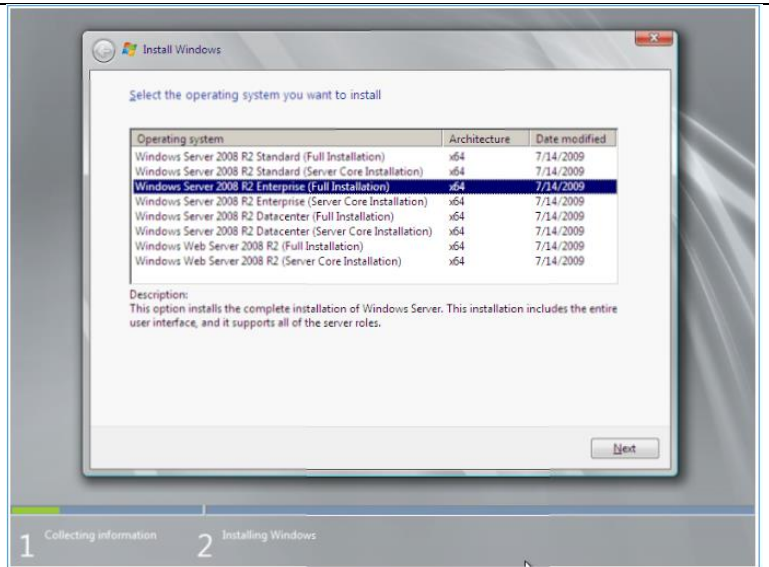 Install Windows
Select the operating system you want to install
Operating system Architecture Date modified
Windows Server 2008 R2 Standard (Full Installation) x64 7/14/2009
Windows Server 2008 R2 Standard (Server Core Installation) x64 7/14/2009
Windows Server 2008 R2 Enterprise (Full Installation) x64 7/14/2009
Windows Server 2008 R2 Enterprise (Server Core Installation) x64 7/14/2009
Windows Server 2008 R2 Datacenter (Full Installation) x64 7/14/2009
Windows Server 2008 R2 Datacenter (Server Core Installation) x64 7/14/2009
Windows Web Server 2008 R2 (Full Installation) x64 7/14/2009
Windows Web Server 2008 R2 (Server Core Installation) x64 7/14/2009
Description:
This option installs the complete installation of Windows Server. This installation includes the entire
user interface, and it supports all of the server roles.
Next
1 Collecting information 2 Installing Windows